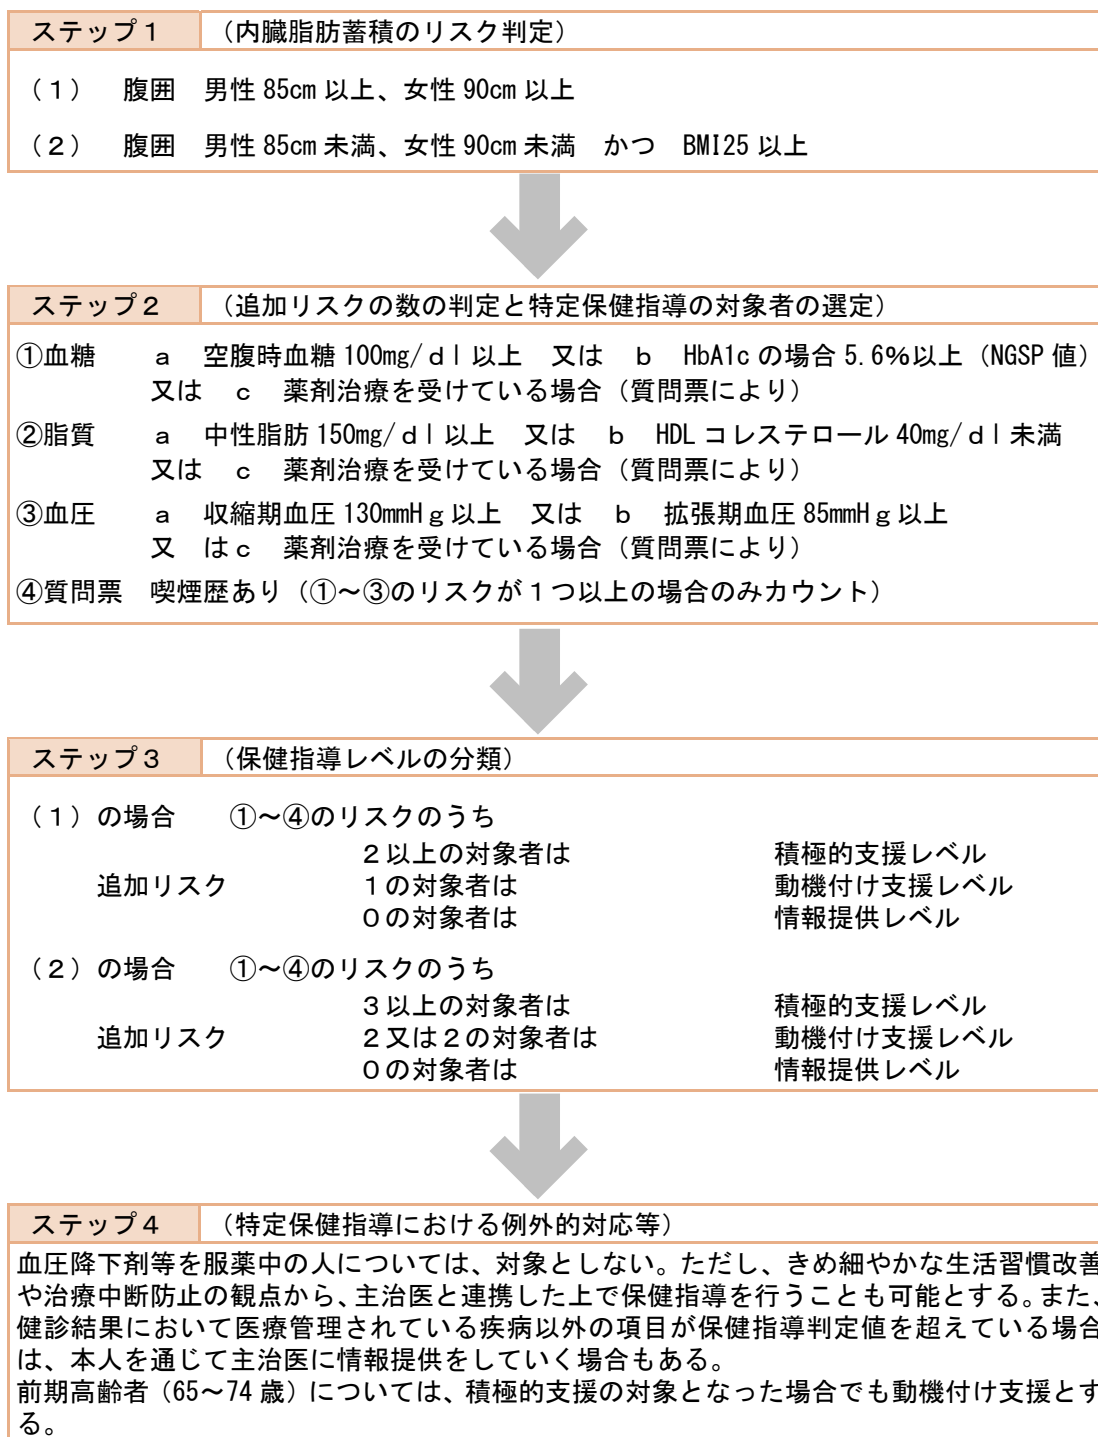 ステップ１　（内臓脂肪蓄積のリスク判定）
（１）　腹囲　男性 85cm 以上、女性 90cm 以上
（２）　腹囲　男性 85cm 未満、女性 90cm 未満　かつ　BMI25 以上
ステップ２　（追加リスクの数の判定と特定保健指導の対象者の選定）
①血糖　　ａ　空腹時血糖 100mg/ｄｌ以上　又は　ｂ　HbA1c の場合 5.6％以上（NGSP 値）
又は　ｃ　薬剤治療を受けている場合（質問票により）
②脂質　　ａ　中性脂肪 150mg/ｄｌ以上　又は　ｂ　HDL コレステロール 40mg/ｄｌ未満
又は　ｃ　薬剤治療を受けている場合（質問票により）
③血圧　　ａ　収縮期血圧 130mmHｇ以上　又は　ｂ　拡張期血圧 85mmHｇ以上
又　はｃ　薬剤治療を受けている場合（質問票により）
④質問票　喫煙歴あり（①～③のリスクが１つ以上の場合のみカウント）
ステップ３　（保健指導レベルの分類）
（１）の場合　　①～④のリスクのうち
２以上の対象者は　　積極的支援レベル
追加リスク　　１の対象者は　　動機付け支援レベル
０の対象者は　　情報提供レベル
（２）の場合　　①～④のリスクのうち
３以上の対象者は　　積極的支援レベル
追加リスク　　２又は２の対象者は　　動機付け支援レベル
０の対象者は　　情報提供レベル
ステップ４　（特定保健指導における例外的対応等）
血圧降下剤等を服薬中の人については、対象としない。ただし、きめ細やかな生活習慣改善
や治療中断防止の観点から、主治医と連携した上で保健指導を行うことも可能とする。また、
健診結果において医療管理されている疾病以外の項目が保健指導判定値を超えている場合
は、本人を通じて主治医に情報提供をしていく場合もある。
前期高齢者（65～74 歳）については、積極的支援の対象となった場合でも動機付け支援とす
る。